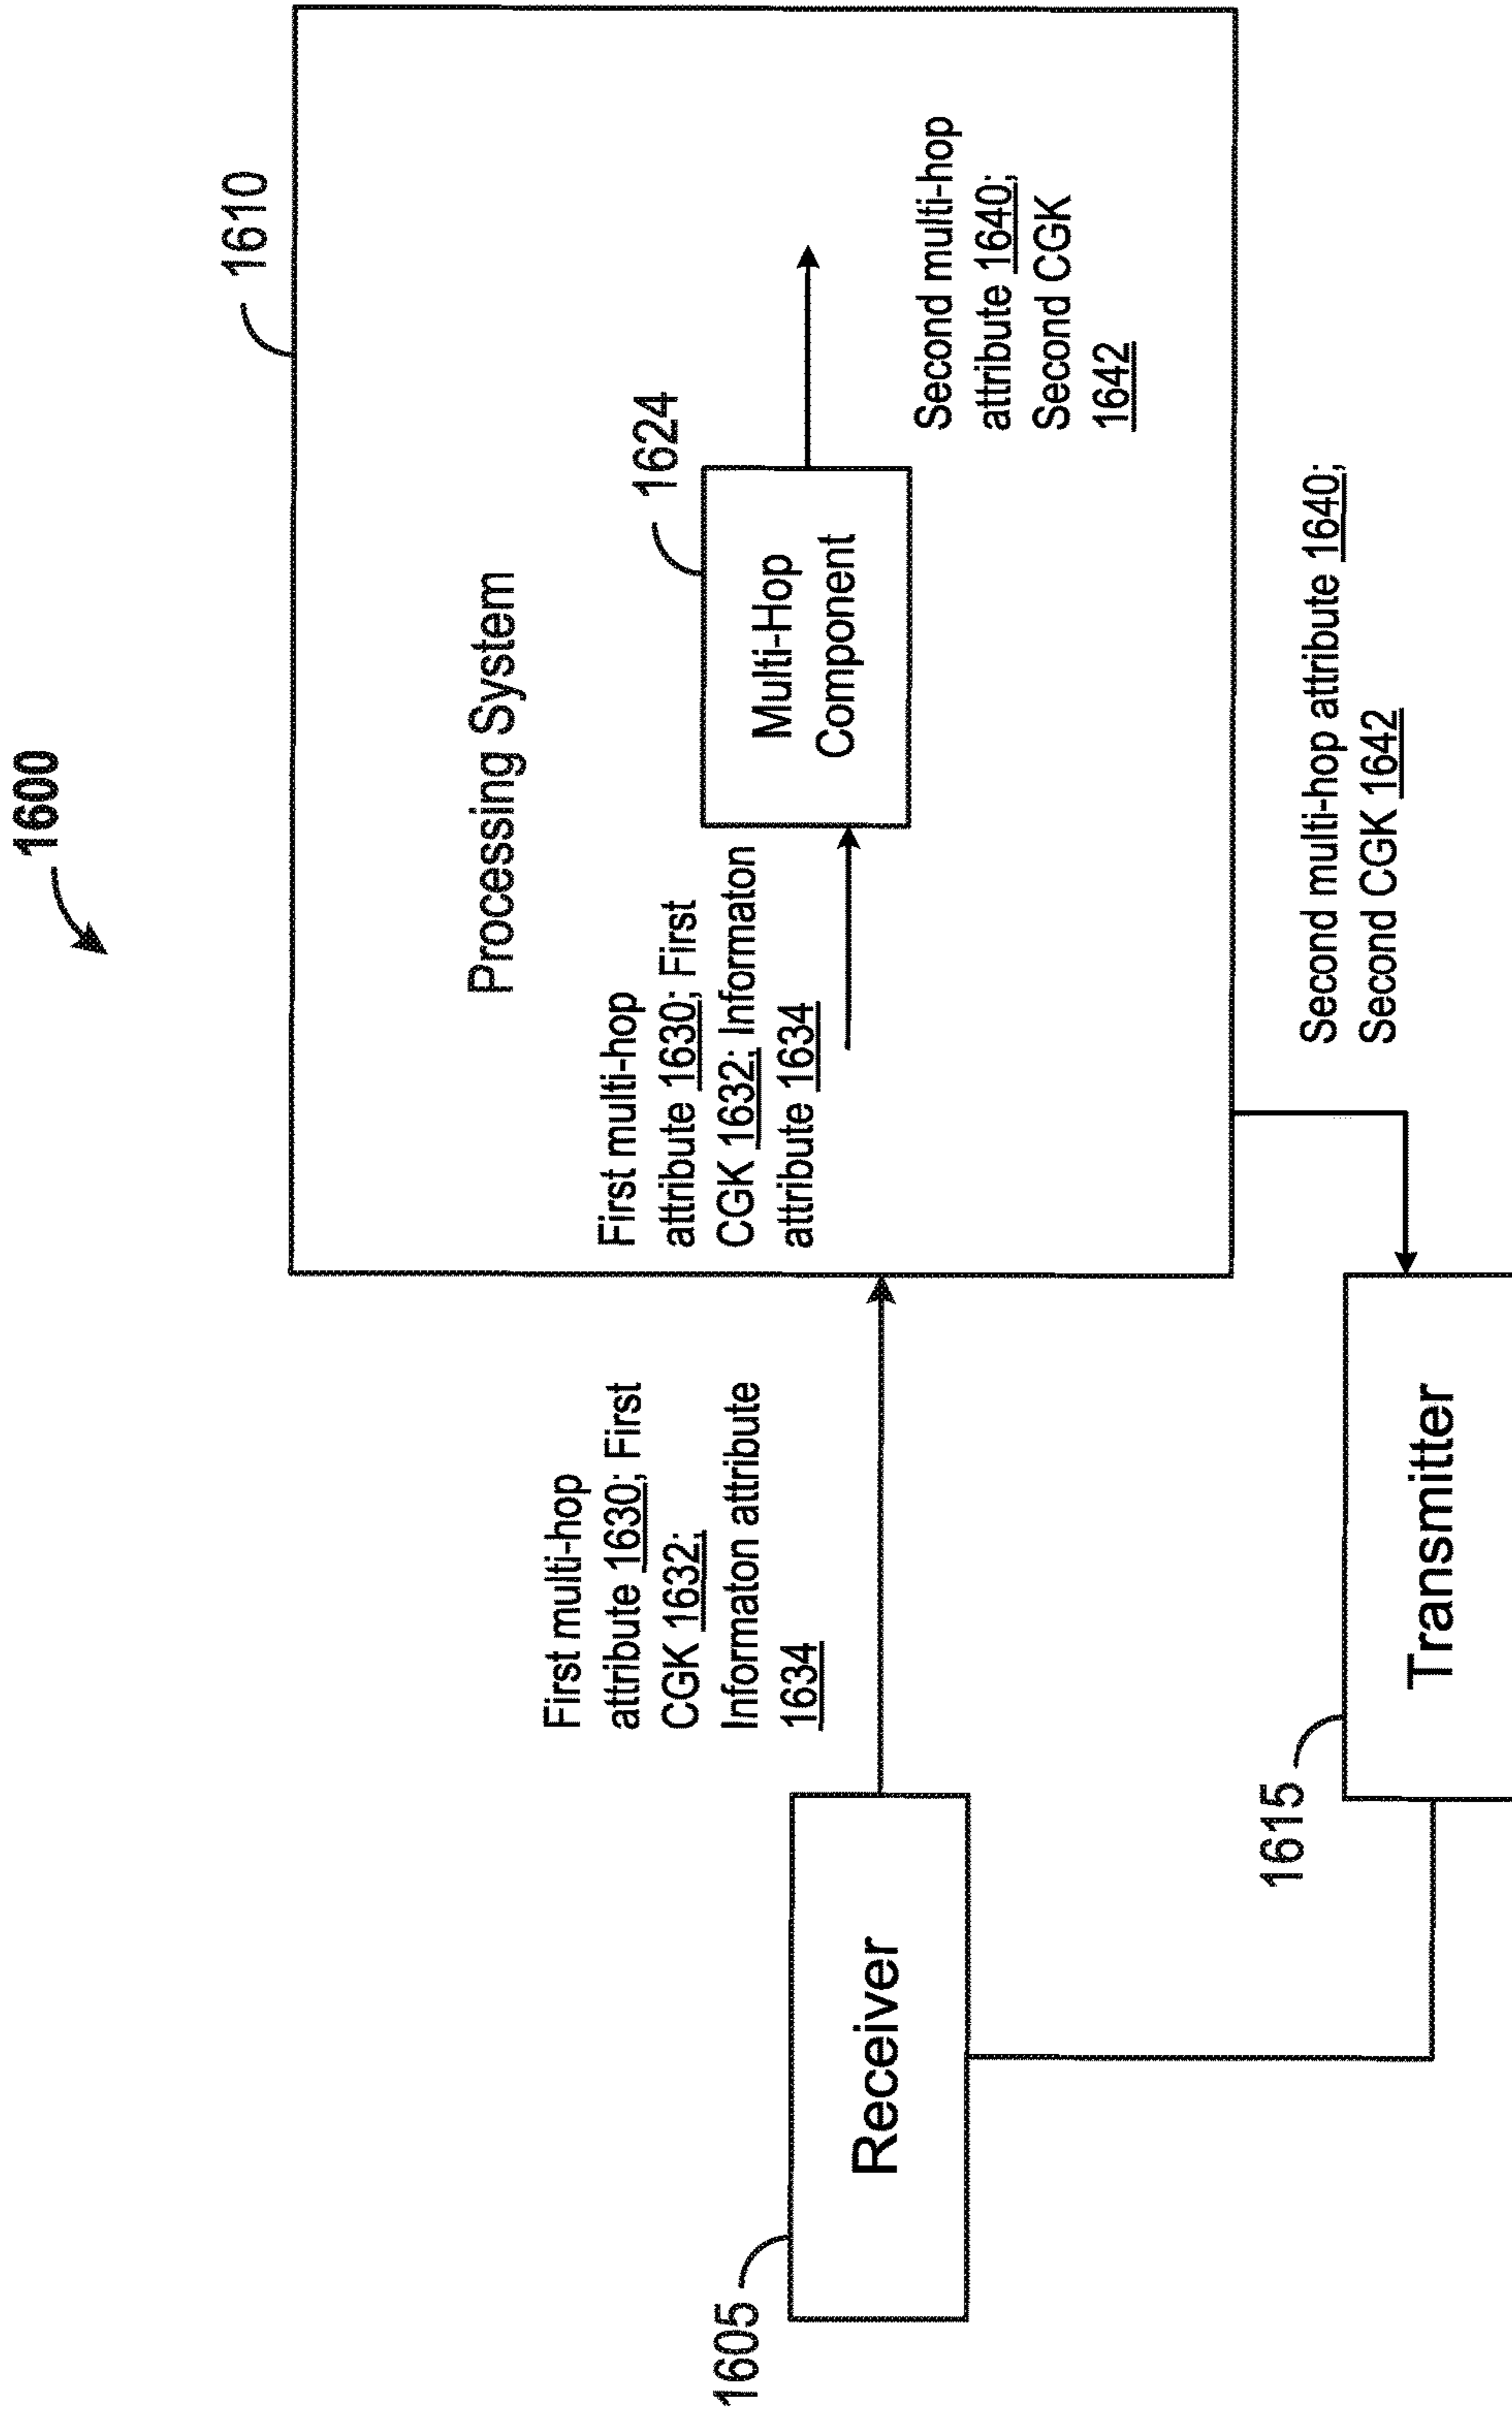 1600
1610
Processing System
1624
Multi-Hop
Component
First multi-hop
attribute 1630; First
CGK 1632; Informaton
attribute 1634
Second multi-hop
attribute 1640;
Second CGK
1642
First multi-hop
attribute 1630; First
CGK 1632;
Informaton attribute
1634
1605
Receiver
Second multi-hop attribute 1640;
Second CGK 1642
1615
Transmitter